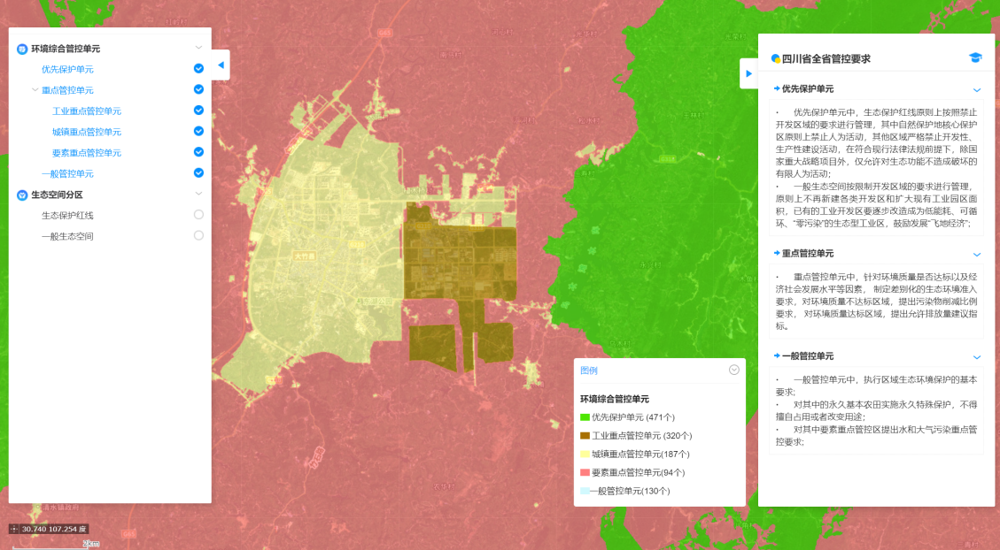 环境综合管控单元
优先保护单元
重点管控单元
工业重点管控单元
城镇重点管控单元
要素重点管控单元
一般管控单元
生态空间分区
生态保护红线
一般生态空间
大竹县
30.740 107.254 度
2km
图例
环境综合管控单元
优先保护单元 (471个)
工业重点管控单元 (320个)
城镇重点管控单元(187个)
要素重点管控单元(94个)
一般管控单元(130个)
四川省全省管控要求
优先保护单元
· 优先保护单元中，生态保护红线原则上按照禁止
开发区域的要求进行管理，其中自然保护地核心保护
区原则上禁止人为活动，其他区域严格禁止开发性、
生产性建设活动，在符合现行法律法规前提下，除国
家重大战略项目外，仅允许对生态功能不造成破坏的
有限人为活动;
· 一般生态空间按限制开发区域的要求进行管理，
原则上不再新建各类开发区和扩大现有工业园区面
积，已有的工业开发区要逐步改造成为低能耗、可循
环、“零污染”的生态型工业区，鼓励发展“飞地经济”;
重点管控单元
· 重点管控单元中，针对环境质量是否达标以及经
济社会发展水平等因素， 制定差别化的生态环境准入
要求，对环境质量不达标区域，提出污染物削减比例
要求， 对环境质量达标区域，提出允许排放量建议指
标。
一般管控单元
· 一般管控单元中，执行区域生态环境保护的基本
要求;
· 对其中的永久基本农田实施永久特殊保护，不得
擅自占用或者改变用途;
· 对其中要素重点管控区提出水和大气污染重点管
控要求;